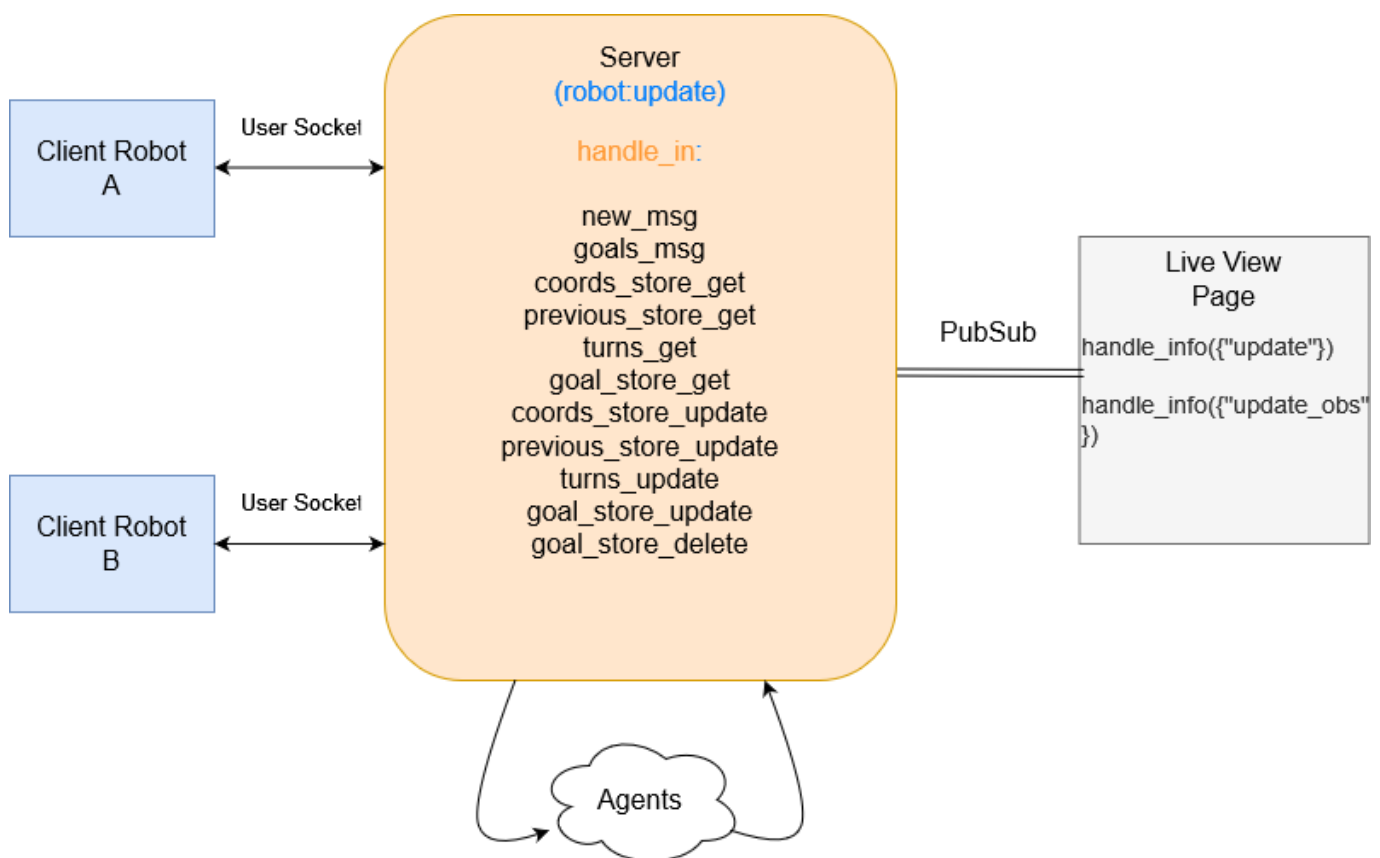 Server
(robot:update)
handle_in:
new_msg
goals_msg
coords_store_get
previous_store_get
turns_get
goal_store_get
coords_store_update
previous_store_update
turns_update
goal_store_update
goal_store_delete
Client Robot
A
User Socket
Client Robot
B
User Socket
PubSub
Live View
Page
handle_info({"update"})
handle_info({"update_obs"
})
Agents